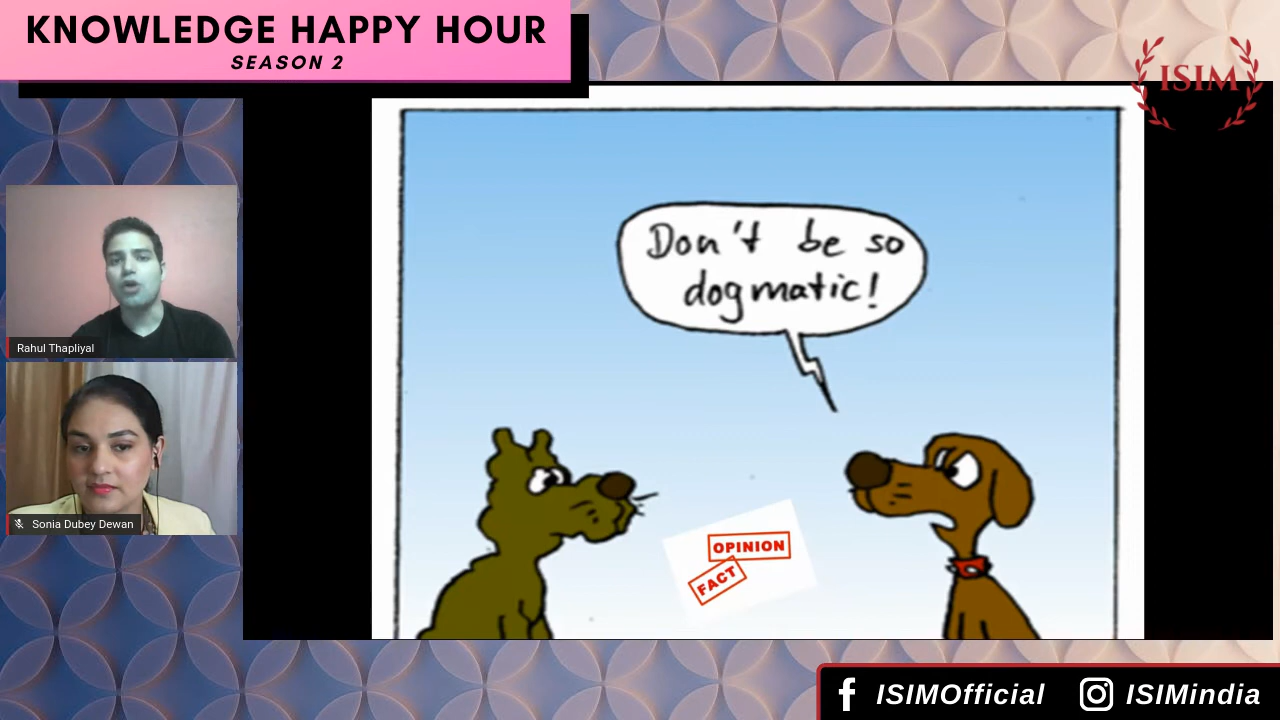 KNOWLEDGE HAPPY HOUR
SEASON 2
ISIM
Rahul Thapliyal
Sonia Dubey Dewan
Don't be so
dogmatic!
OPINION
FACT
ISIMOfficial
ISIMindia